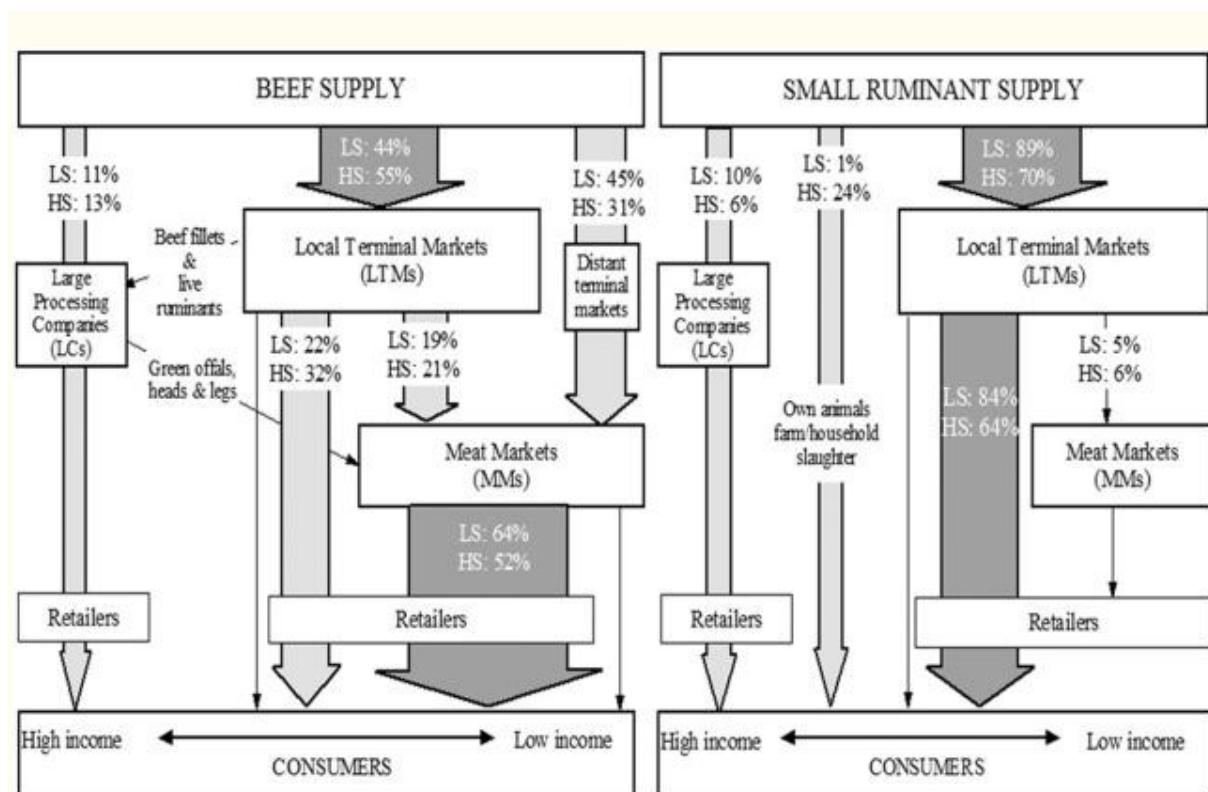 BEEF SUPPLY
LS: 11%
HS: 13%
LS: 44%
HS: 55%
LS: 45%
HS: 31%
Beef fillets
&
live
ruminants
Large
Processing
Companies
(LCs)
Local Terminal Markets
(LTMs)
Distant
terminal
markets
Green offals,
heads & legs
LS: 22%
HS: 32%
LS: 19%
HS: 21%
Meat Markets
(MMs)
LS: 64%
HS: 52%
Retailers
Retailers
High income
Low income
CONSUMERS
SMALL RUMINANT SUPPLY
LS: 10%
HS: 6%
LS: 1%
HS: 24%
LS: 89%
HS: 70%
Large
Processing
Companies
(LCs)
Local Terminal Markets
(LTMs)
LS: 5%
HS: 6%
Own animals
farm/household
slaughter
LS: 84%
HS: 64%
Meat Markets
(MMs)
Retailers
Retailers
High income
Low income
CONSUMERS